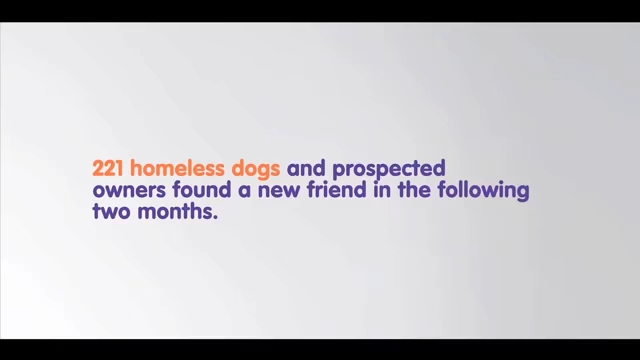 221 homeless dogs and prospected
owners found a new friend in the following
two months.